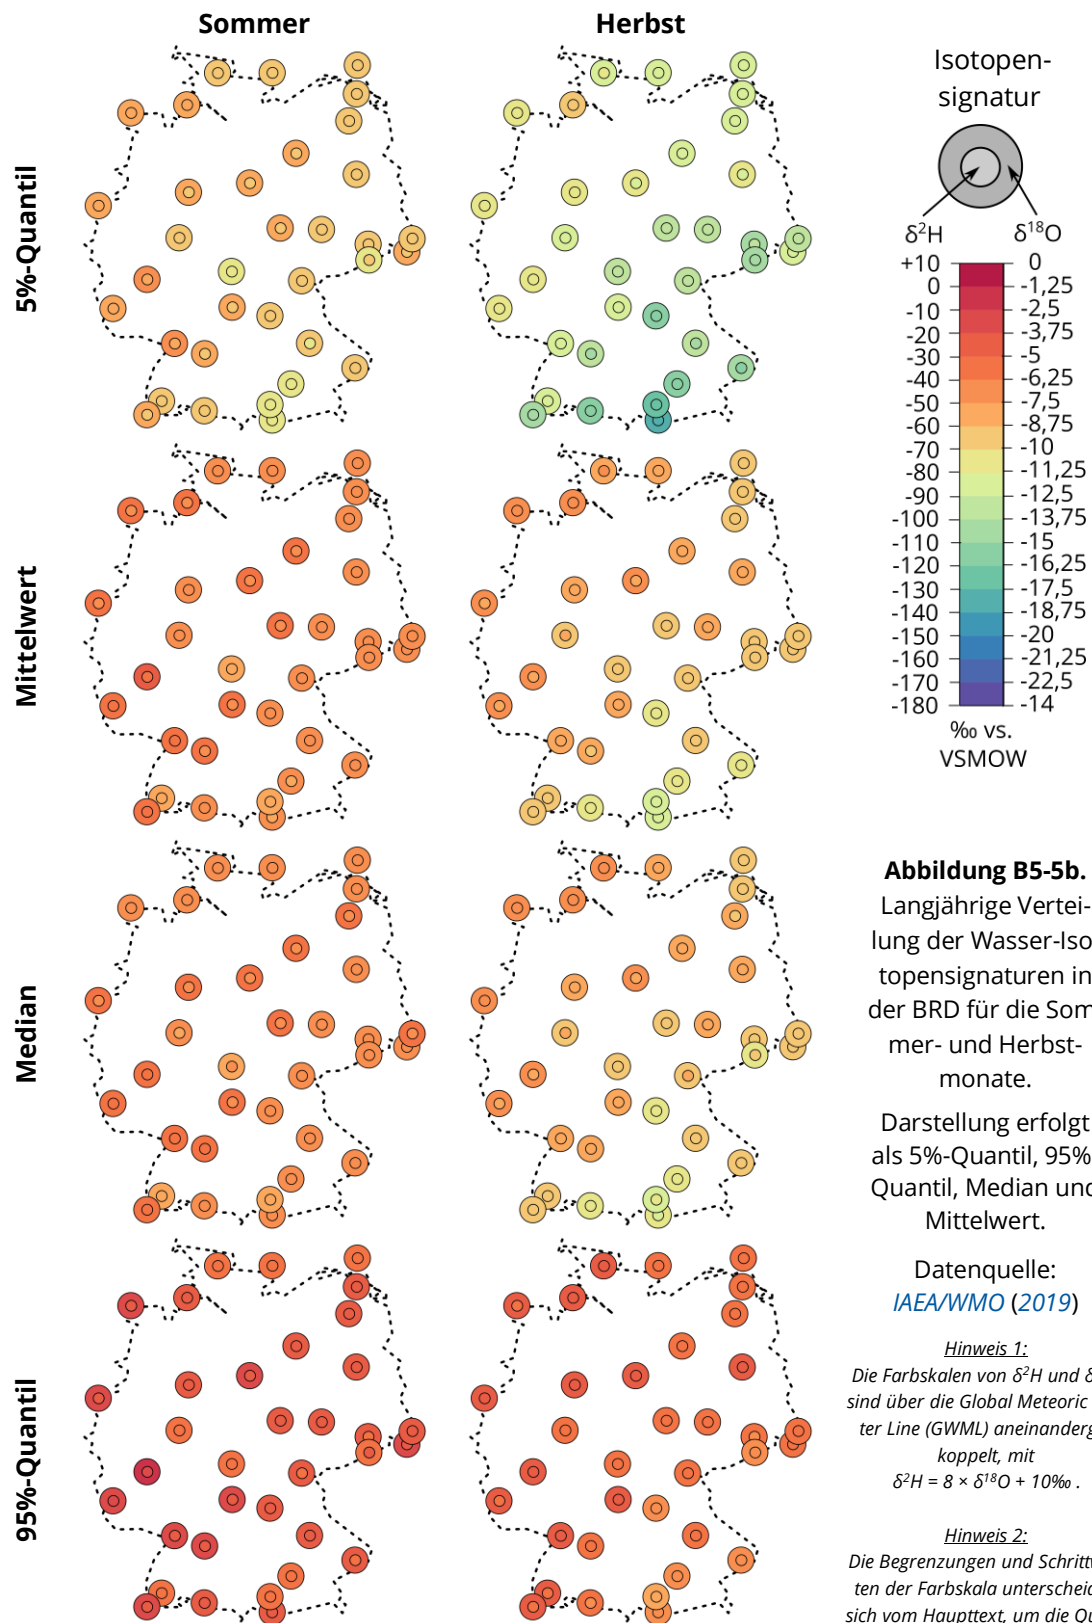 Sommer
Herbst
5%-Quantil
Mittelwert
Median
95%-Quantil
Isotopen-
signatur
δ²H
δ¹⁸O
+10
0
-10
-20
-30
-40
-50
-60
-70
-80
-90
-100
-110
-120
-130
-140
-150
-160
-170
-180
0
-1,25
-2,5
-3,75
-5
-6,25
-7,5
-8,75
-10
-11,25
-12,5
-13,75
-15
-16,25
-17,5
-18,75
-20
-21,25
-22,5
-14
‰ vs.
VSMOW
Abbildung B5-5b.
Langjährige Vertei-
lung der Wasser-Iso
topensignaturen in
der BRD für die Som
mer- und Herbst-
monate.
Darstellung erfolgt
als 5%-Quantil, 95%
Quantil, Median und
Mittelwert.
Datenquelle:
IAEA/WMO (2019)
Hinweis 1:
Die Farbskalen von δ²H und δ
sind über die Global Meteoric
ter Line (GWML) aneinanderg
koppelt, mit
δ²H = 8 × δ¹⁸O + 10‰ .
Hinweis 2:
Die Begrenzungen und Schrittw
ten der Farbskala unterscheid
sich vom Haupttext, um die Qu